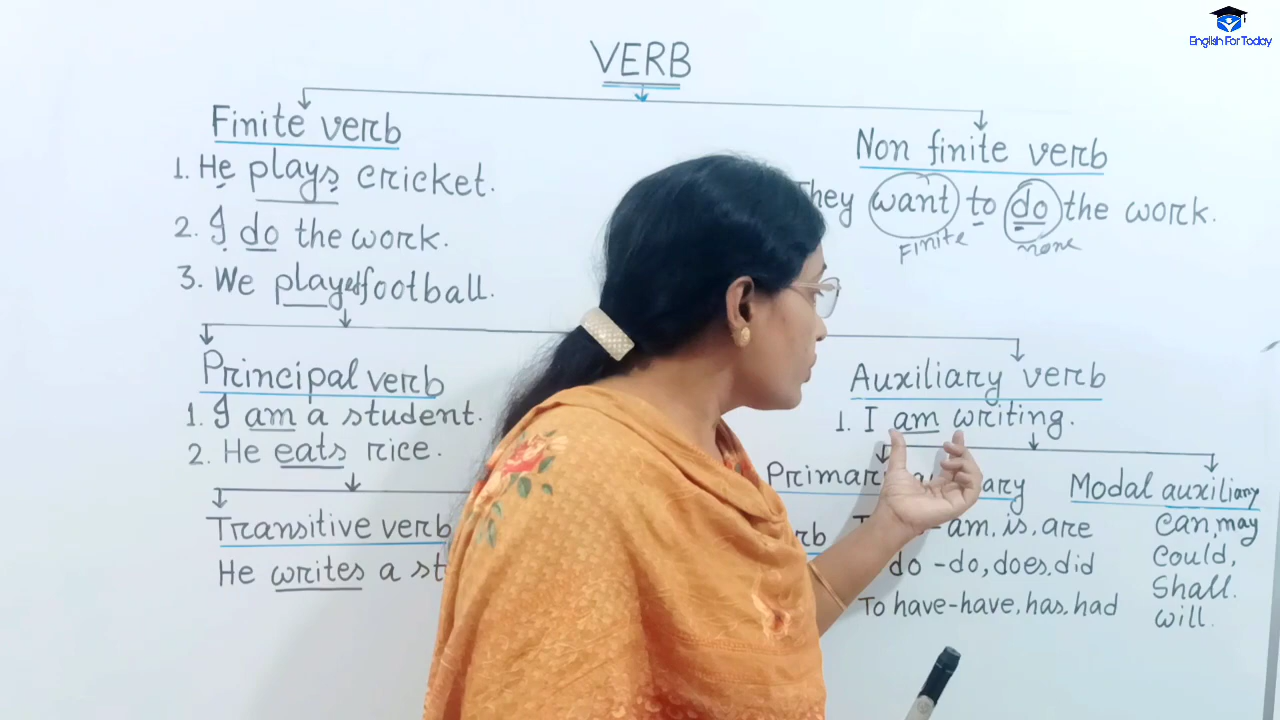 English For Today
VERB
Finite verb
1. He plays cricket.
2. I do the work.
3. We played football.
Non finite verb
They want to do the work.
Finite none
Principal verb
1. I am a student.
2. He eats rice.
Auxiliary verb
1. I am writing.
Transitive verb
He writes a
Primary
Modal auxiliary
am, is, are
do - do, does, did
To have - have, has, had
can, may
could,
Shall.
will.